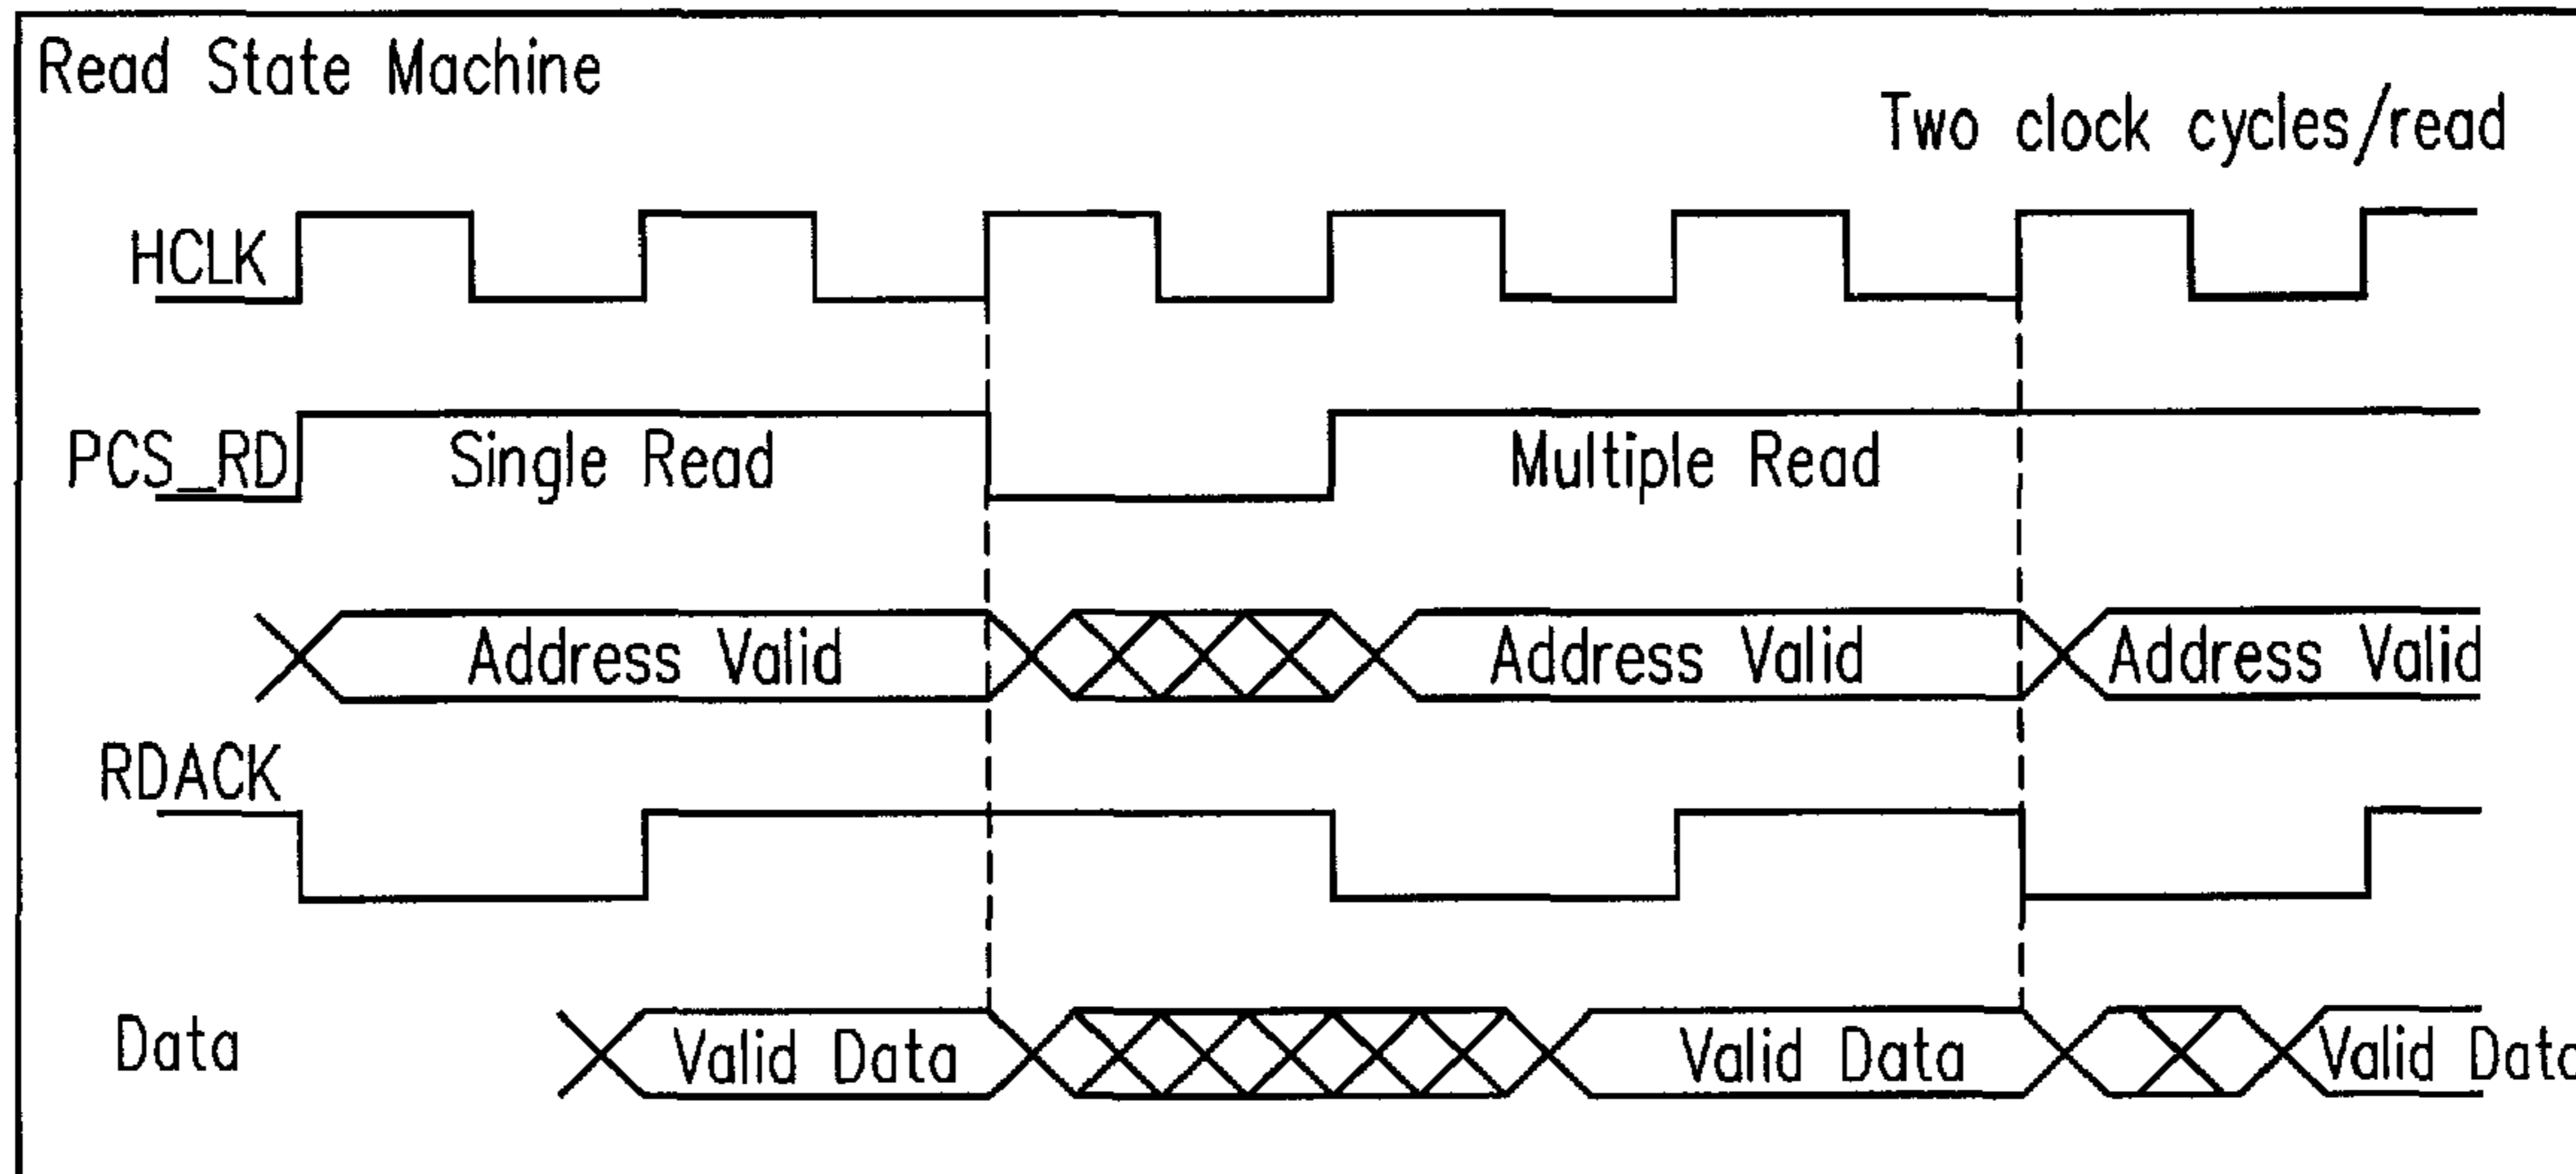 Read State Machine
Two clock cycles/read
HCLK
PCS_RD Single Read Multiple Read
Address Valid Address Valid Address Valid
RDACK
Data Valid Data Valid Data Valid Data